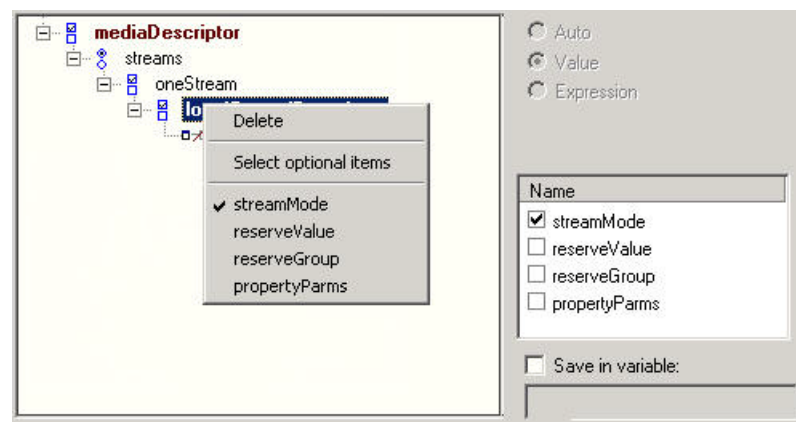 mediaDescriptor
streams
oneStream
Delete
Select optional items
streamMode
reserveValue
reserveGroup
propertyParms
Auto
Value
Expression
Name
streamMode
reserveValue
reserveGroup
propertyParms
Save in variable: